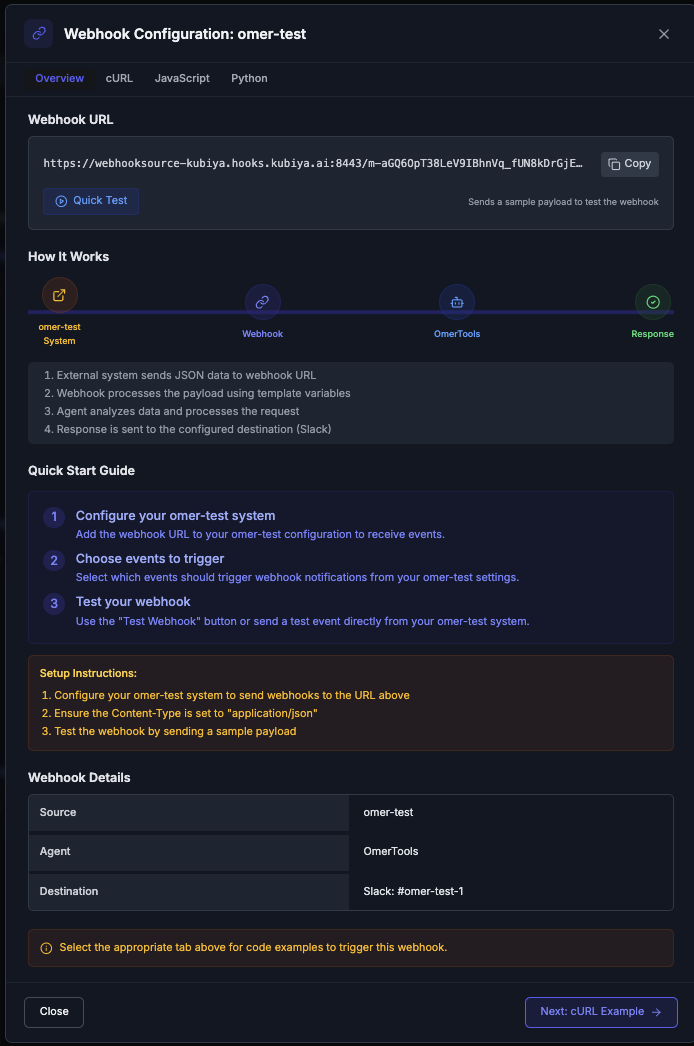 Webhook Configuration: omer-test
Overview
cURL
JavaScript
Python
Webhook URL
https://webhooksource-kubiya.hooks.kubiya.ai:8443/m-aGQ6OpT38LeV9IBhnVq_fUN8kDrGjE…
Copy
Quick Test
Sends a sample payload to test the webhook
How It Works
omer-test
System
Webhook
OmerTools
Response
1. External system sends JSON data to webhook URL
2. Webhook processes the payload using template variables
3. Agent analyzes data and processes the request
4. Response is sent to the configured destination (Slack)
Quick Start Guide
1
Configure your omer-test system
Add the webhook URL to your omer-test configuration to receive events.
2
Choose events to trigger
Select which events should trigger webhook notifications from your omer-test settings.
3
Test your webhook
Use the "Test Webhook" button or send a test event directly from your omer-test system.
Setup Instructions:
1. Configure your omer-test system to send webhooks to the URL above
2. Ensure the Content-Type is set to "application/json"
3. Test the webhook by sending a sample payload
Webhook Details
Source
omer-test
Agent
OmerTools
Destination
Slack: #omer-test-1
Select the appropriate tab above for code examples to trigger this webhook.
Close
Next: cURL Example →